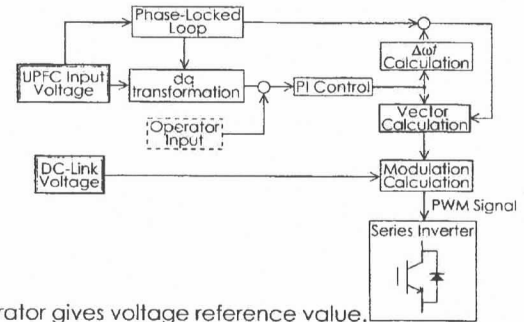 Phase-Locked
Loop
Δωt
Calculation
UPFC Input
Voltage
dq
transformation
PI Control
Operator
Input
Vector
Calculation
DC-Link
Voltage
Modulation
Calculation
PWM Signal
Series Inverter
rator gives voltage reference value.